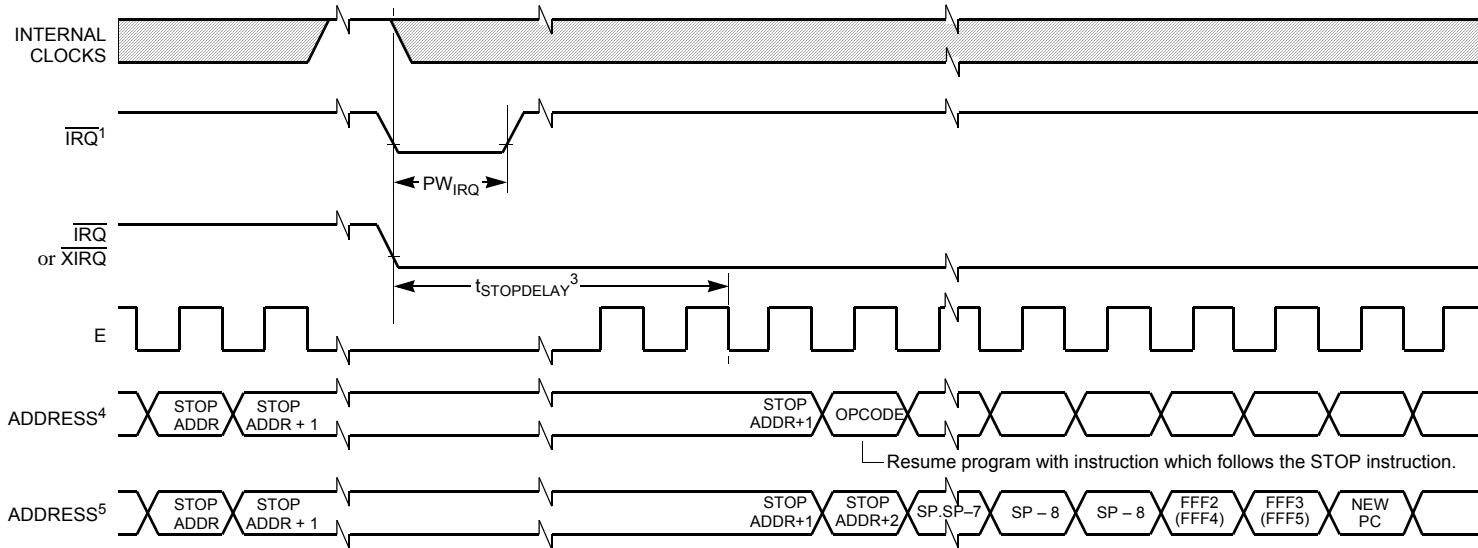 INTERNAL
CLOCKS
IRQ1
PWIRQ
IRQ
or XIRQ
tSTOPDELAY3
E
ADDRESS4
STOP
ADDR
STOP
ADDR + 1
STOP
ADDR+1
OPCODE
Resume program with instruction which follows the STOP instruction.
ADDRESS5
STOP
ADDR
STOP
ADDR + 1
STOP
ADDR+1
STOP
ADDR+2
SP.SP–7
SP – 8
SP – 8
FFF2
(FFF4)
FFF3
(FFF5)
NEW
PC